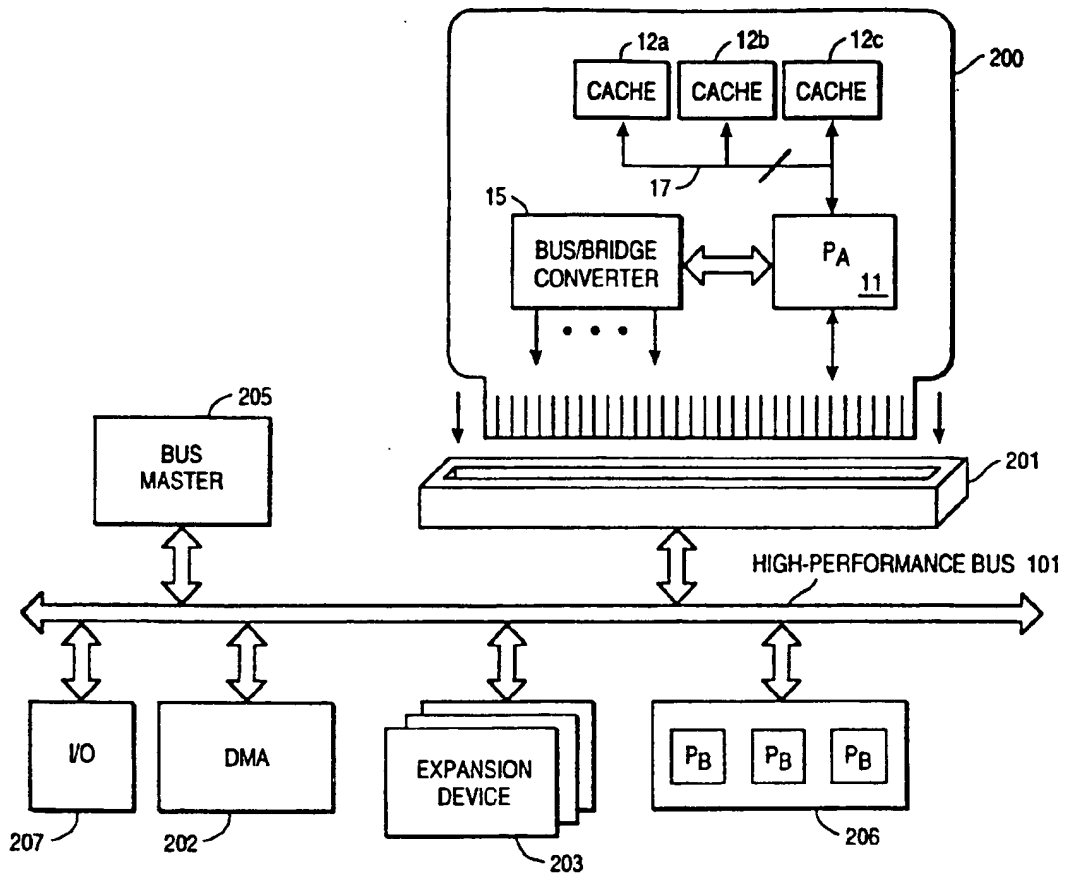 12a
12b
12c
200
CACHE
CACHE
CACHE
17
15
BUS/BRIDGE
CONVERTER
PA
11
205
BUS
MASTER
201
HIGH-PERFORMANCE BUS 101
I/O
DMA
EXPANSION
DEVICE
PB
PB
PB
207
202
203
206